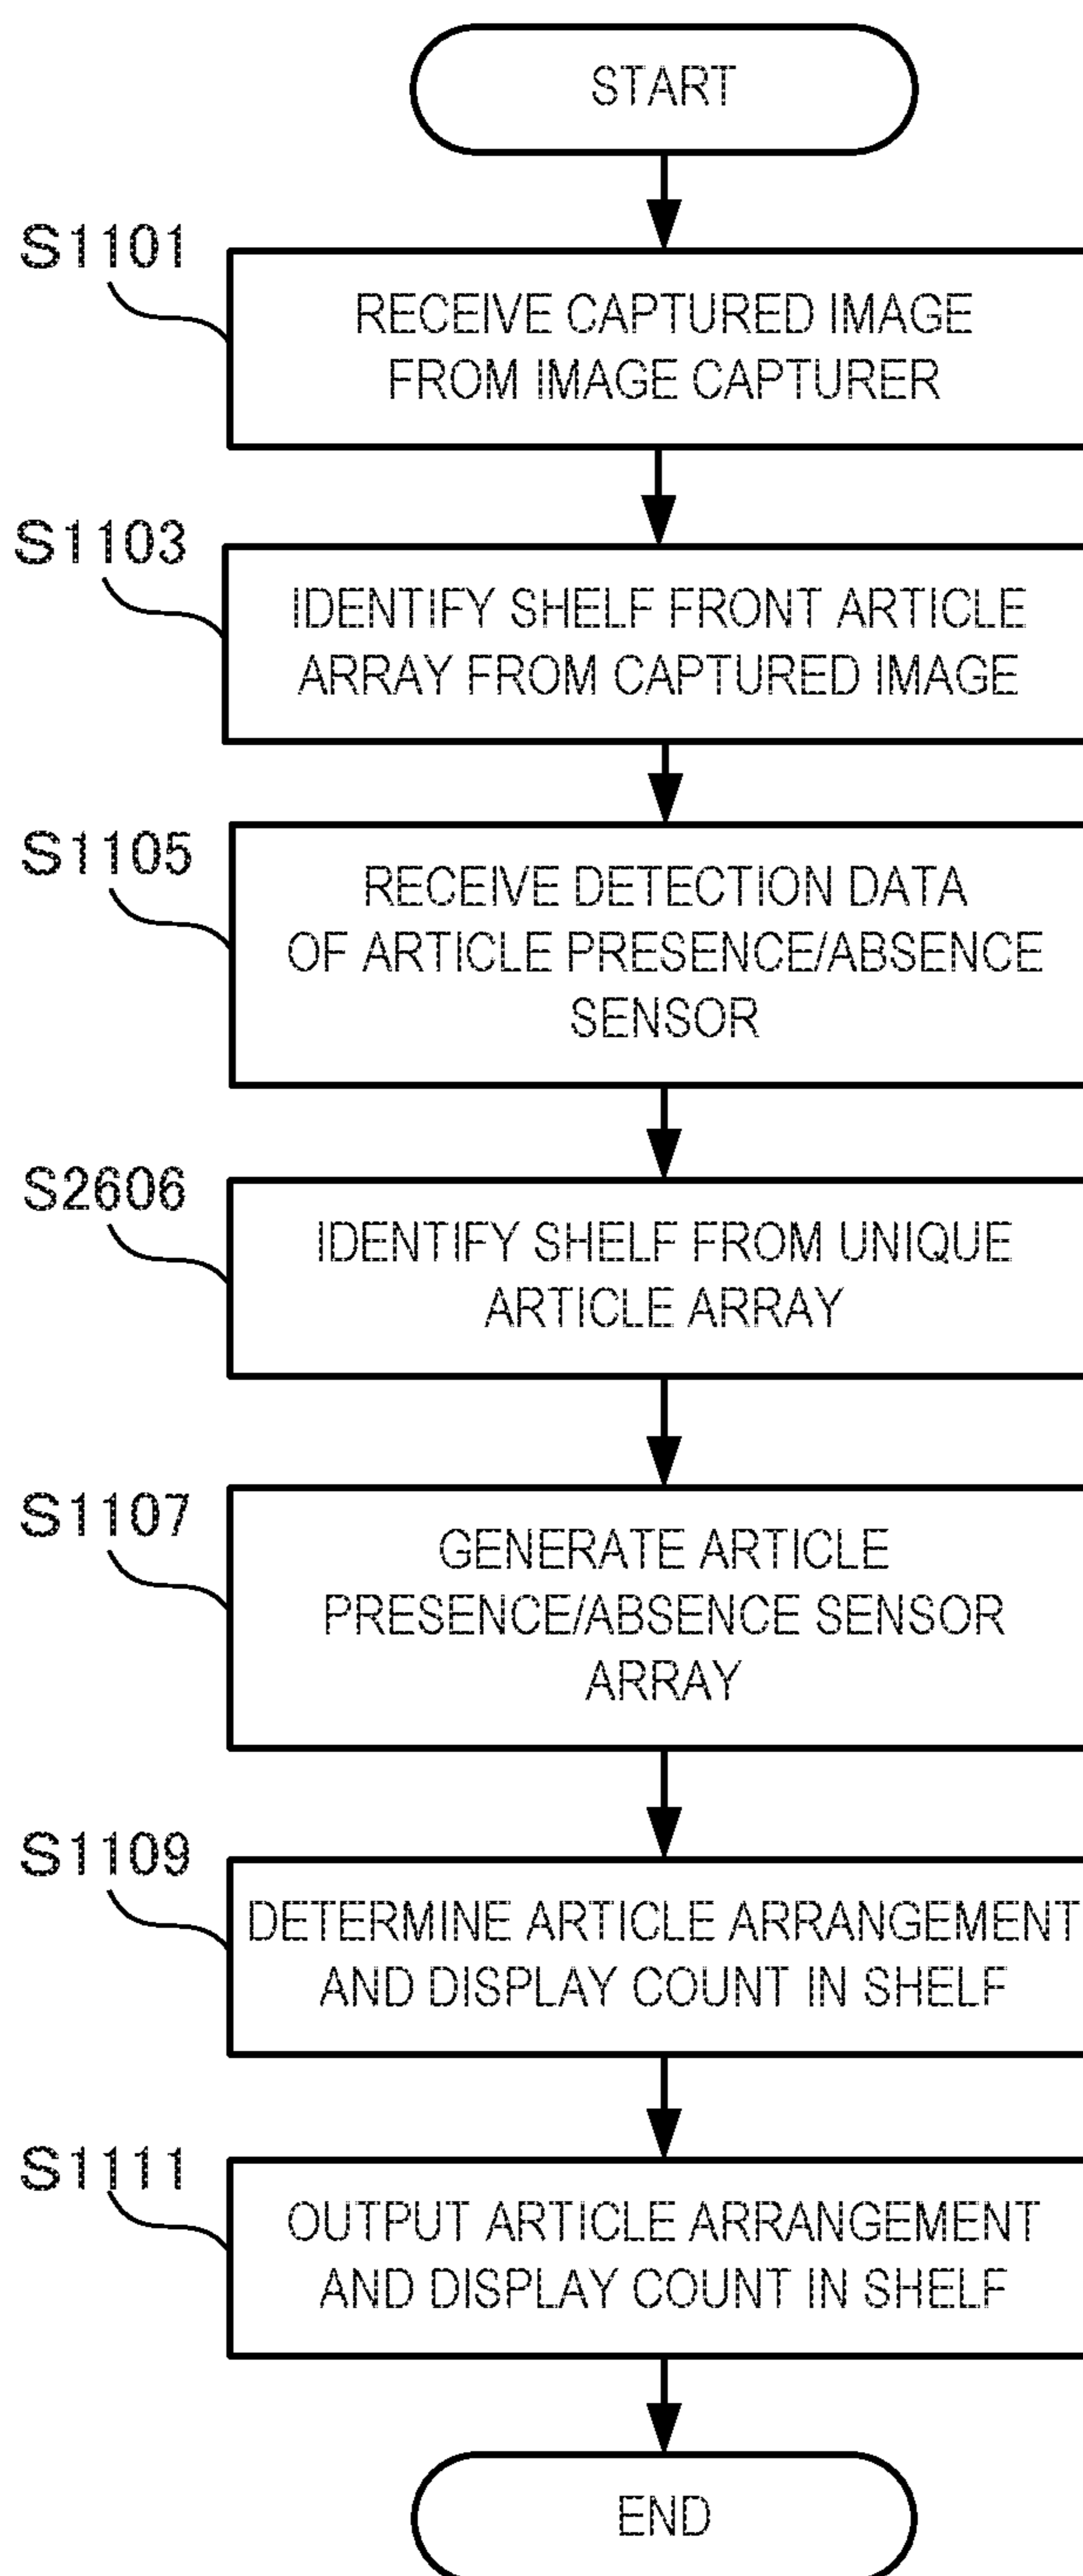 START
S1101
RECEIVE CAPTURED IMAGE
FROM IMAGE CAPTURER
S1103
IDENTIFY SHELF FRONT ARTICLE
ARRAY FROM CAPTURED IMAGE
S1105
RECEIVE DETECTION DATA
OF ARTICLE PRESENCE/ABSENCE
SENSOR
S2606
IDENTIFY SHELF FROM UNIQUE
ARTICLE ARRAY
S1107
GENERATE ARTICLE
PRESENCE/ABSENCE SENSOR
ARRAY
S1109
DETERMINE ARTICLE ARRANGEMENT
AND DISPLAY COUNT IN SHELF
S1111
OUTPUT ARTICLE ARRANGEMENT
AND DISPLAY COUNT IN SHELF
END